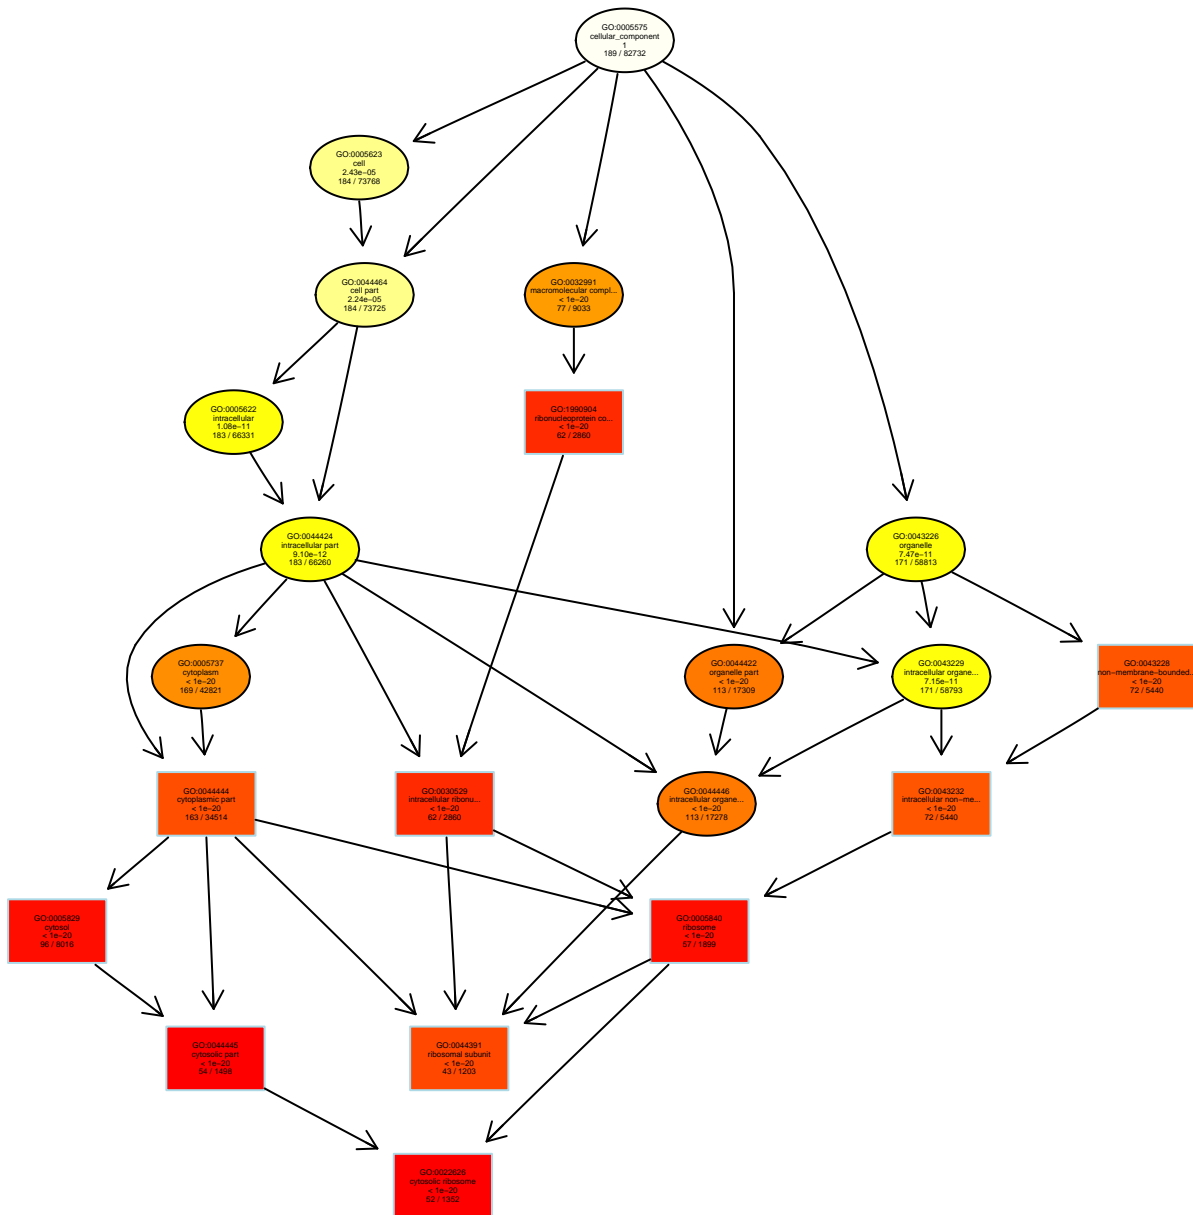 GO:0005575
cellular_component
1
189 / 82732
GO:0005623
cell
2.43e−05
184 / 73768
GO:0044464
cell part
2.24e−05
184 / 73725
GO:0032991
macromolecular compl...
< 1e−20
77 / 9033
GO:0005622
intracellular
1.08e−11
183 / 66331
GO:1990904
ribonucleoprotein co...
< 1e−20
62 / 2860
GO:0044424
intracellular part
9.10e−12
183 / 66260
GO:0043226
organelle
7.47e−11
171 / 58813
GO:0005737
cytoplasm
< 1e−20
169 / 42821
GO:0044422
organelle part
< 1e−20
113 / 17309
GO:0043229
intracellular organe...
7.15e−11
171 / 58793
GO:0043228
non−membrane−bounded...
< 1e−20
72 / 5440
GO:0044444
cytoplasmic part
< 1e−20
163 / 34514
GO:0030529
intracellular ribonu...
< 1e−20
62 / 2860
GO:0044446
intracellular organe...
< 1e−20
113 / 17278
GO:0043232
intracellular non−me...
< 1e−20
72 / 5440
GO:0005829
cytosol
< 1e−20
96 / 8016
GO:0005840
ribosome
< 1e−20
57 / 1899
GO:0044445
cytosolic part
< 1e−20
54 / 1498
GO:0044391
ribosomal subunit
< 1e−20
43 / 1203
GO:0022626
cytosolic ribosome
< 1e−20
52 / 1352